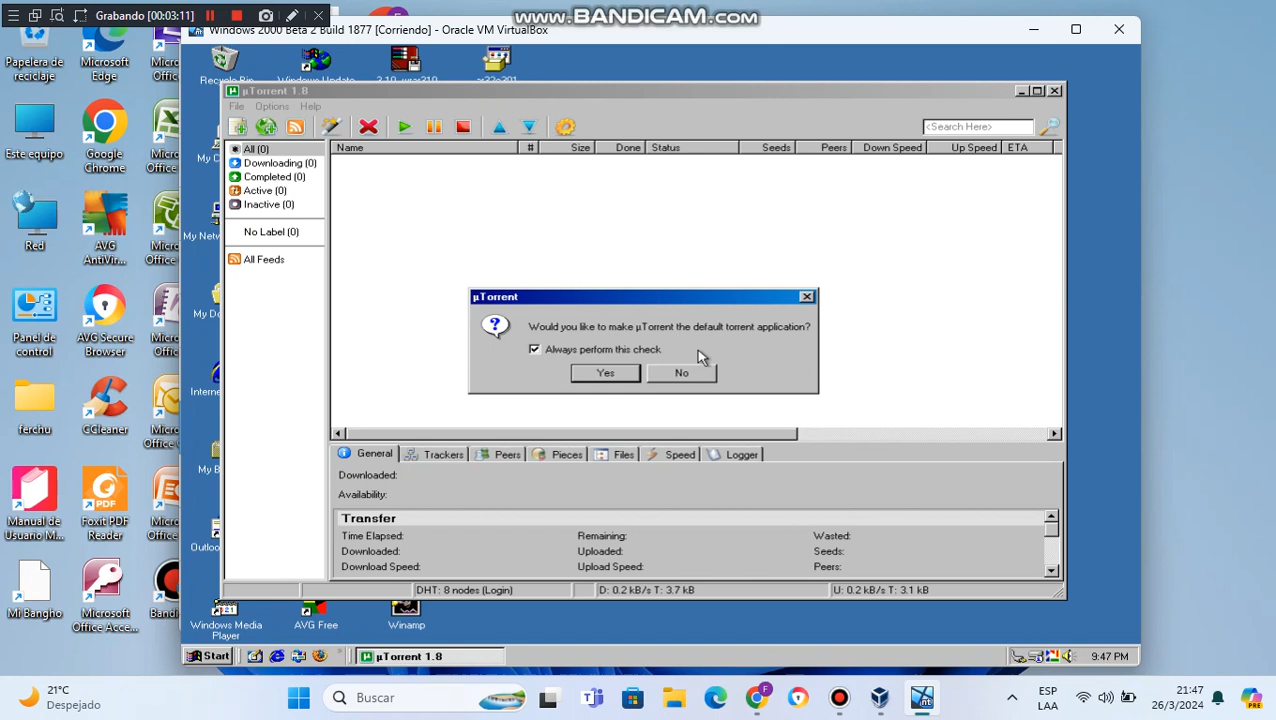 Grabando [00:03:11]
www.BANDICAM.com
Windows 2000 Beta 2 Build 1877 [Corriendo] - Oracle VM VirtualBox
Papelera de reciclaje
Microsoft Edge
Este equipo
Google Chrome
Microsoft Office
Red
AVG AntiVir...
Panel de control
AVG Secure Browser
ferchu
CCleaner
Manual de Usuario M...
Foxit PDF Reader
Mi Bangho
Microsoft Office Acce...
Recycle Bin
Windows Update
µTorrent 1.8
File
Options
Help
<Search Here>
All (0)
Downloading (0)
Completed (0)
Active (0)
Inactive (0)
No Label (0)
All Feeds
Name
#
Size
Done
Status
Seeds
Peers
Down Speed
Up Speed
ETA
µTorrent
Would you like to make µTorrent the default torrent application?
Always perform this check
Yes
No
General
Trackers
Peers
Pieces
Files
Speed
Logger
Downloaded:
Availability:
Transfer
Time Elapsed:
Remaining:
Wasted:
Downloaded:
Uploaded:
Seeds:
Download Speed:
Upload Speed:
Peers:
DHT: 8 nodes (Login)
D: 0.2 kB/s T: 3.7 kB
U: 0.2 kB/s T: 3.1 kB
Windows Media Player
AVG Free
Winamp
Start
µTorrent 1.8
9:47 PM
21°C
Despejado
Buscar
ESP
LAA
21:47
26/3/2024